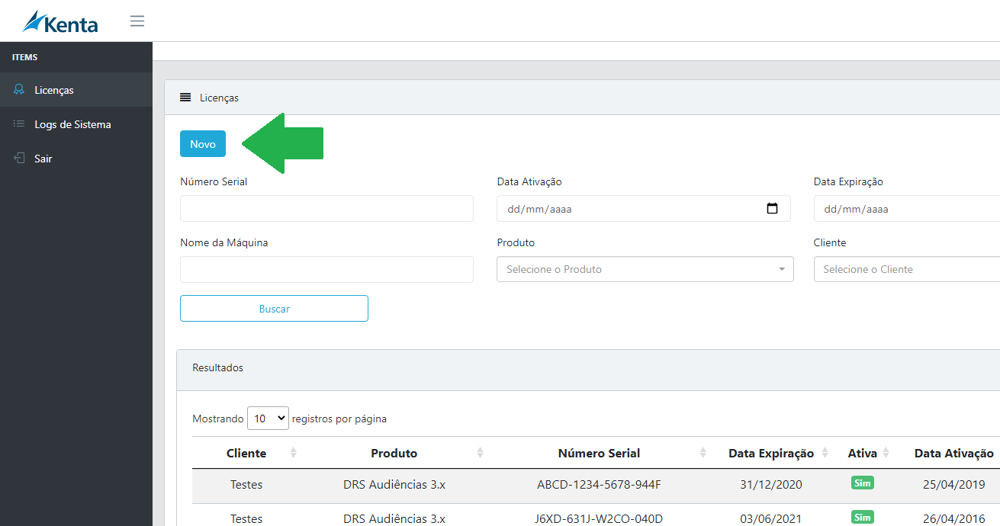 Kenta
ITEMS
Licenças
Logs de Sistema
Sair
Licenças
Novo
Número Serial Data Ativação Data Expiração
dd/mm/aaaa dd/mm/aaaa
Nome da Máquina Produto Cliente
Selecione o Produto Selecione o Cliente
Buscar
Resultados
Mostrando 10 registros por página
Cliente Produto Número Serial Data Expiração Ativa Data Ativação
Testes DRS Audiências 3.x ABCD-1234-5678-944F 31/12/2020 Sim 25/04/2019
Testes DRS Audiências 3.x J6XD-631J-W2CO-040D 03/06/2021 Sim 26/04/2016